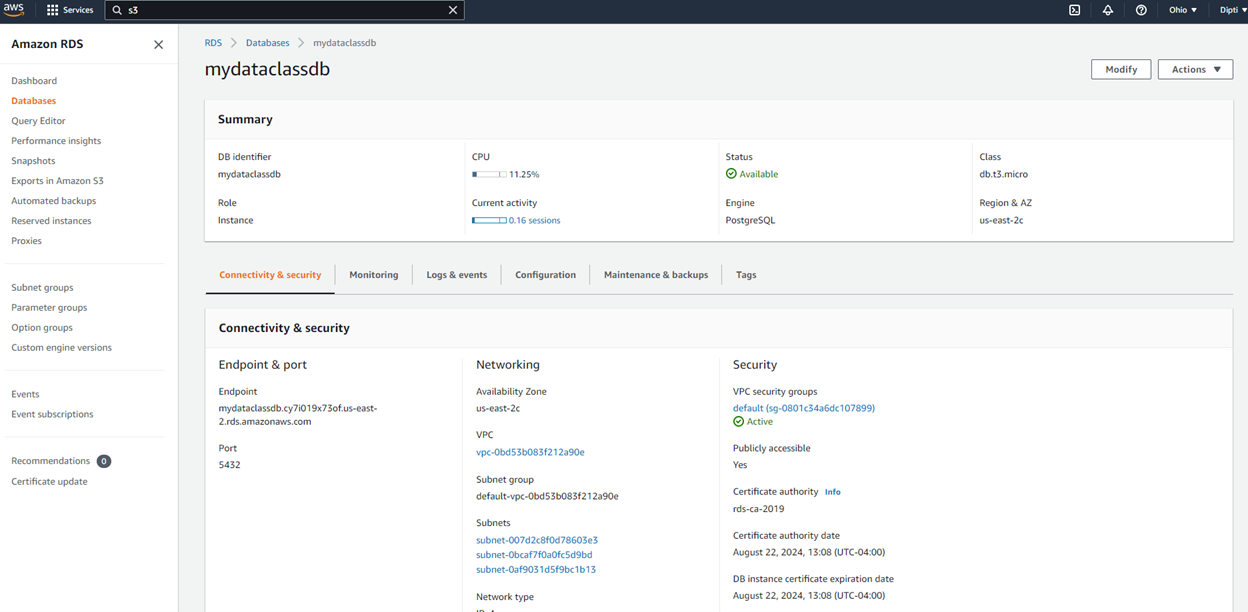 aws
Services
s3
Ohio
Dipti
Amazon RDS
Dashboard
Databases
Query Editor
Performance insights
Snapshots
Exports in Amazon S3
Automated backups
Reserved instances
Proxies
Subnet groups
Parameter groups
Option groups
Custom engine versions
Events
Event subscriptions
Recommendations 0
Certificate update
RDS Databases mydataclassdb
mydataclassdb
Modify
Actions
Summary
DB identifier
mydataclassdb
Role
Instance
CPU
11.25%
Current activity
0.16 sessions
Status
Available
Engine
PostgreSQL
Class
db.t3.micro
Region & AZ
us-east-2c
Connectivity & security
Monitoring
Logs & events
Configuration
Maintenance & backups
Tags
Connectivity & security
Endpoint & port
Endpoint
mydataclassdb.cy7i019x73of.us-east-
2.rds.amazonaws.com
Port
5432
Networking
Availability Zone
us-east-2c
VPC
vpc-0bd53b083f212a90e
Subnet group
default-vpc-0bd53b083f212a90e
Subnets
subnet-007d2c8f0d78603e3
subnet-0bcaf7f0a0fc5d9bd
subnet-0af9031d5f9bc1b13
Network type
Security
VPC security groups
default (sg-0801c34a6dc107899)
Active
Publicly accessible
Yes
Certificate authority Info
rds-ca-2019
Certificate authority date
August 22, 2024, 13:08 (UTC-04:00)
DB instance certificate expiration date
August 22, 2024, 13:08 (UTC-04:00)